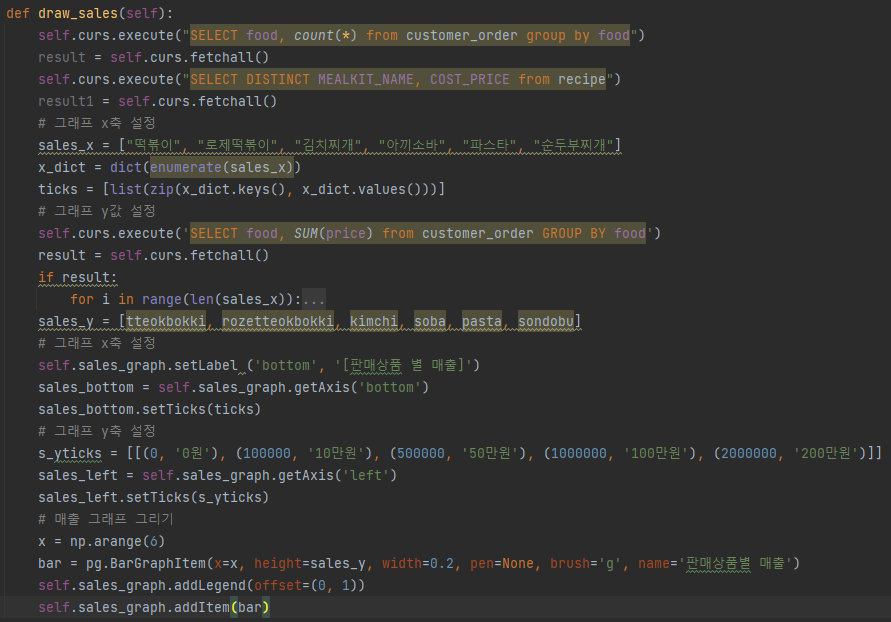 def draw_sales(self):
    self.curs.execute("SELECT food, count(*) from customer_order group by food")
    result = self.curs.fetchall()
    self.curs.execute("SELECT DISTINCT MEALKIT_NAME, COST_PRICE from recipe")
    result1 = self.curs.fetchall()
    # 그래프 x축 설정
    sales_x = ["떡볶이", "로제떡볶이", "김치찌개", "야끼소바", "파스타", "순두부찌개"]
    x_dict = dict(enumerate(sales_x))
    ticks = [list(zip(x_dict.keys(), x_dict.values()))]
    # 그래프 y값 설정
    self.curs.execute('SELECT food, SUM(price) from customer_order GROUP BY food')
    result = self.curs.fetchall()
    if result:
        for i in range(len(sales_x)):...
    sales_y = [tteokbokki, rozetteokbokki, kimchi, soba, pasta, sondobu]
    # 그래프 x축 설정
    self.sales_graph.setLabel ('bottom', '[판매상품 별 매출]')
    sales_bottom = self.sales_graph.getAxis('bottom')
    sales_bottom.setTicks(ticks)
    # 그래프 y축 설정
    s_yticks = [[(0, '0원'), (100000, '10만원'), (500000, '50만원'), (1000000, '100만원'), (2000000, '200만원')]]
    sales_left = self.sales_graph.getAxis('left')
    sales_left.setTicks(s_yticks)
    # 매출 그래프 그리기
    x = np.arange(6)
    bar = pg.BarGraphItem(x=x, height=sales_y, width=0.2, pen=None, brush='g', name='판매상품별 매출')
    self.sales_graph.addLegend(offset=(0, 1))
    self.sales_graph.addItem(bar)